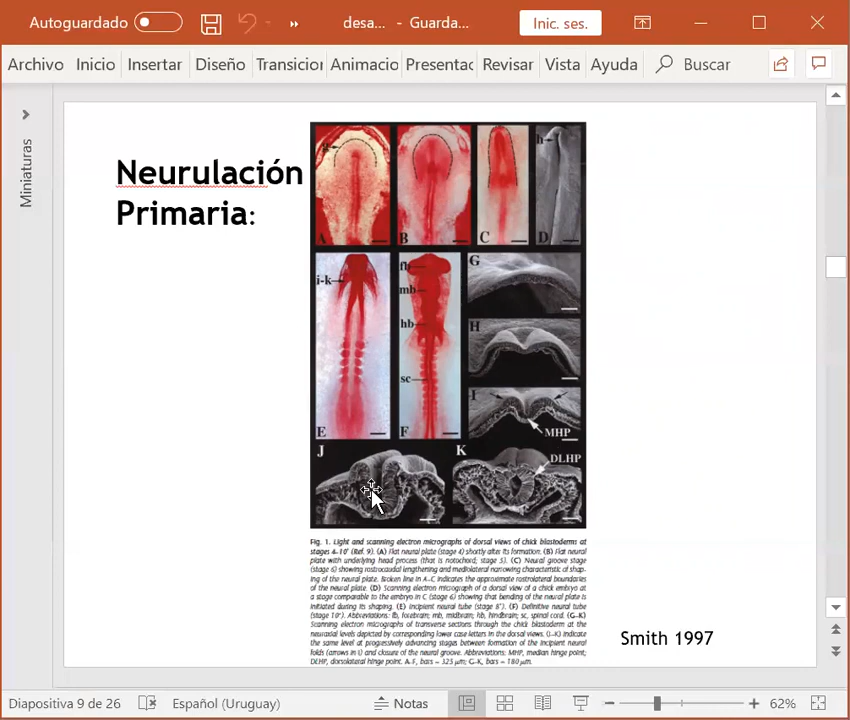 Autoguardado
desa... - Guarda...
Inic. ses.
Archivo Inicio Insertar Diseño Transicior Animacio Presentac Revisar Vista Ayuda Buscar
Miniaturas
Neurulación
Primaria:
g
A B C D
h
i-k
E
fb
mb
hb
sc
F
G
H
I
MHP
J
K
DLHP
Fig. 1. Light and scanning electron micrographs of dorsal views of chick blastoderms at
stages 4–10 (Ref. 9). (A) Flat neural plate (stage 4) shortly after its formation. (B) Flat neural
plate with underlying head process (that is notochord; stage 5). (C) Neural groove stage
(stage 6) showing rostrocaudal lengthening and mediolateral narrowing characteristic of shap-
ing of the neural plate. Broken line in A–C indicates the approximate rostrolateral boundaries
of the neural plate. (D) Scanning electron micrograph of a dorsal view of a chick embryo at
a stage comparable to the embryo in C (stage 6) showing that bending of the neural plate is
initiated during its shaping. (E) Incipient neural tube (stage 8). (F) Definitive neural tube
(stage 10). Abbreviations: fb, forebrain; mb, midbrain; hb, hindbrain; sc, spinal cord. (G–K)
Scanning electron micrographs of transverse sections through the chick blastoderm at the
neuraxial levels depicted by corresponding lower case letters in the dorsal views. (I–K) indicate
the same level at progressively advancing stages between formation of the incipient neural
folds (arrows in I) and closure of the neural groove. Abbreviations: MHP, median hinge point;
DLHP, dorsolateral hinge point. A–F, bars = 325 µm; G–K, bars = 180 µm.
Smith 1997
Diapositiva 9 de 26 Español (Uruguay) Notas 62%